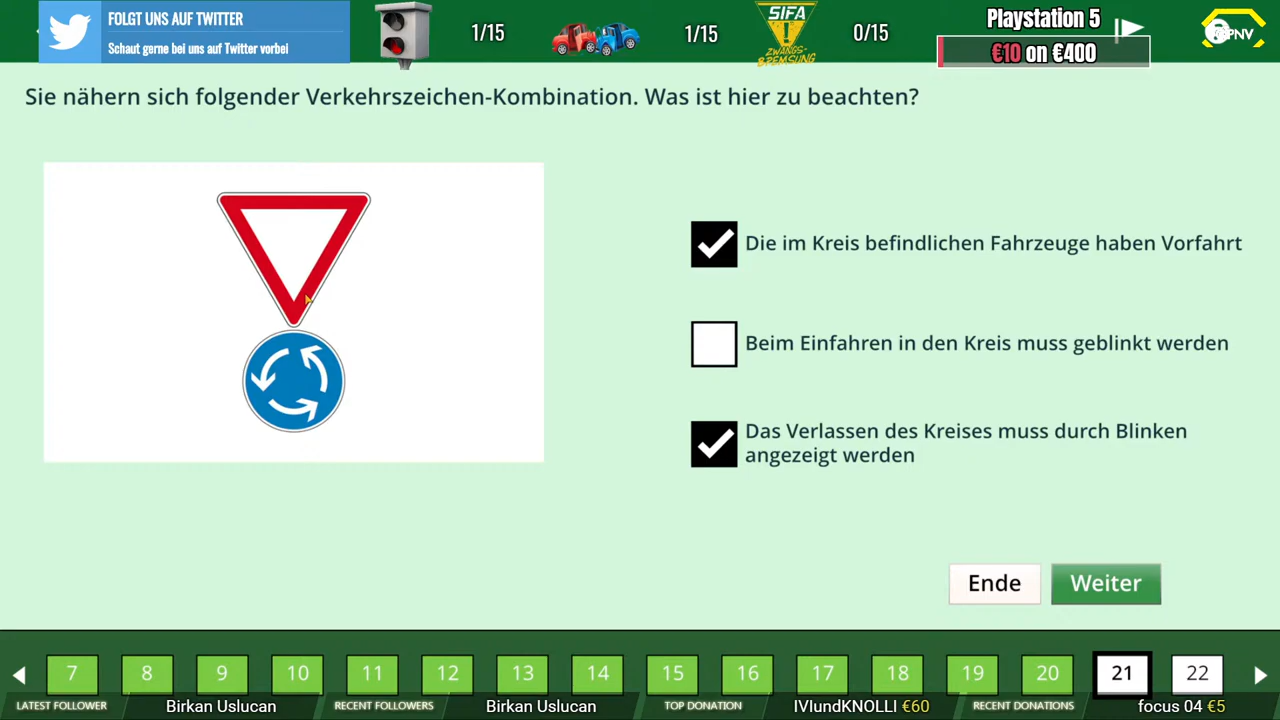 FOLGT UNS AUF TWITTER
Schaut gerne bei uns auf Twitter vorbei
1/15
1/15
SIFA
ZWANGS-
BREMSUNG
0/15
Playstation 5
€10 on €400
ÖPNV
Sie nähern sich folgender Verkehrszeichen-Kombination. Was ist hier zu beachten?
Die im Kreis befindlichen Fahrzeuge haben Vorfahrt
Beim Einfahren in den Kreis muss geblinkt werden
Das Verlassen des Kreises muss durch Blinken
angezeigt werden
Ende
Weiter
7 8 9 10 11 12 13 14 15 16 17 18 19 20 21 22
LATEST FOLLOWER Birkan Uslucan RECENT FOLLOWERS Birkan Uslucan TOP DONATION IVIundKNOLLI €60 RECENT DONATIONS focus 04 €5